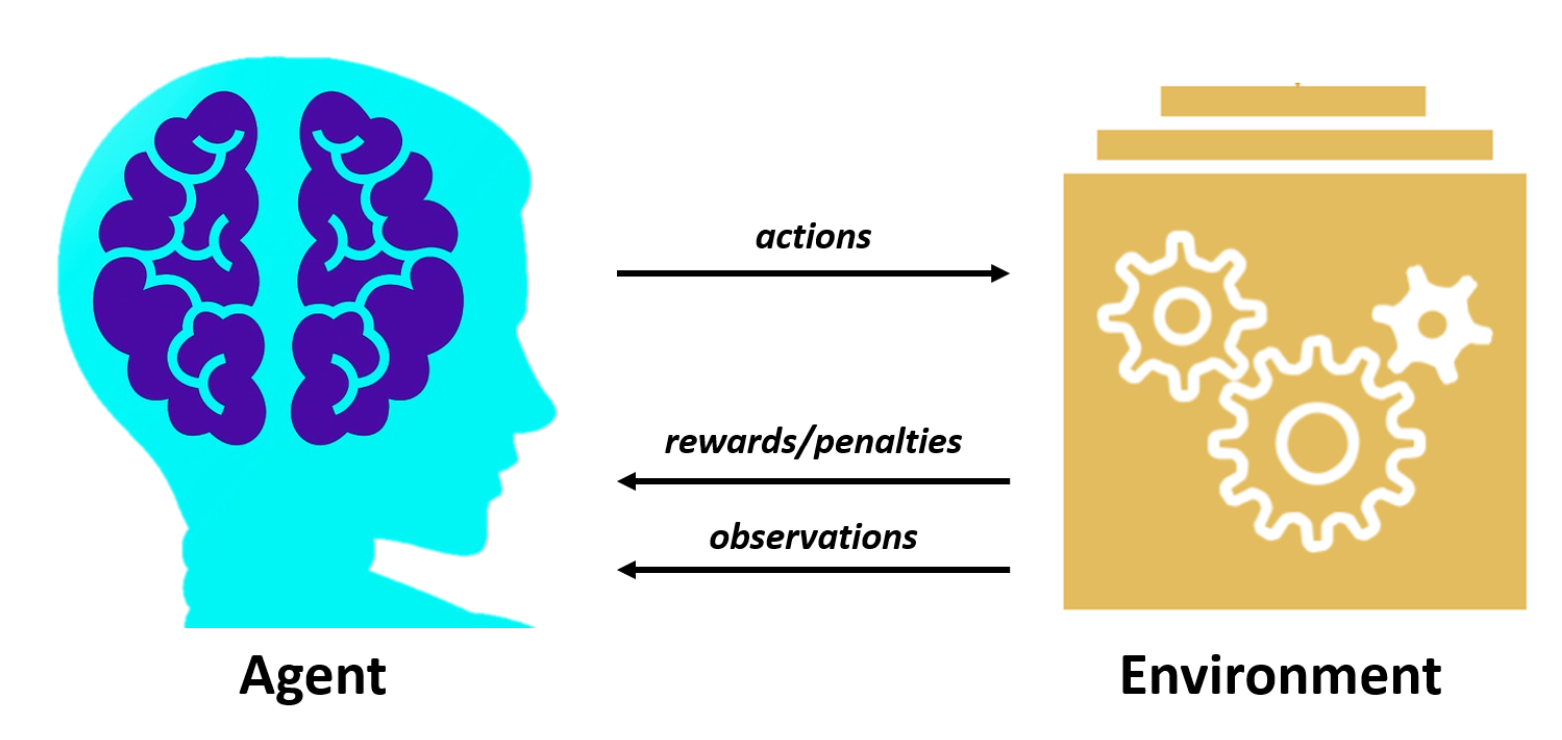 actions
rewards/penalties
observations
Agent
Environment